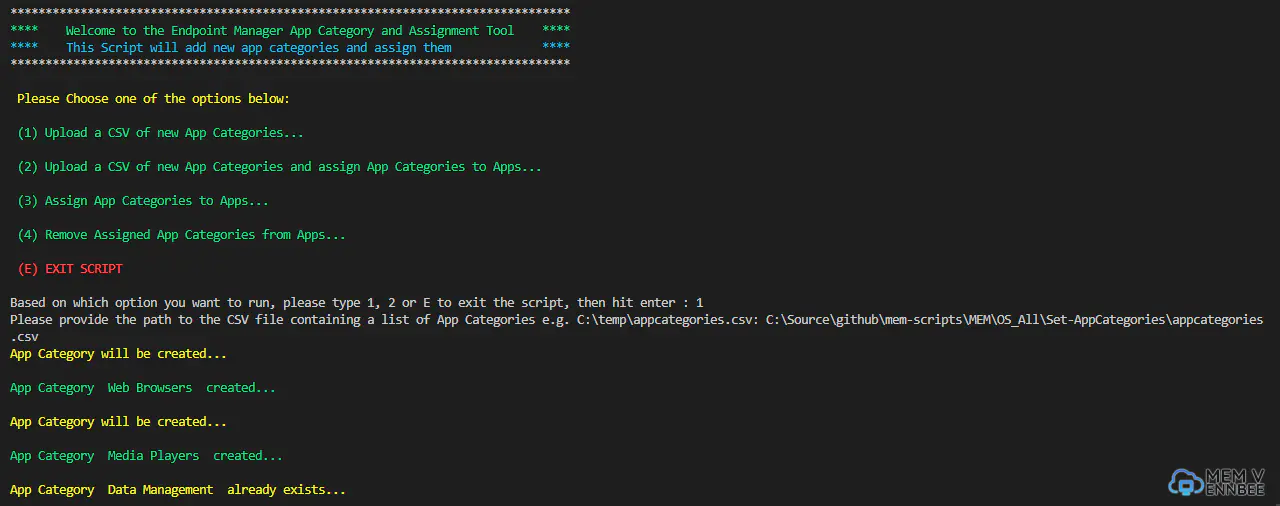 *********************************************************************************
****    Welcome to the Endpoint Manager App Category and Assignment Tool    ****
****    This Script will add new app categories and assign them             ****
*********************************************************************************
Please Choose one of the options below:
(1) Upload a CSV of new App Categories...
(2) Upload a CSV of new App Categories and assign App Categories to Apps...
(3) Assign App Categories to Apps...
(4) Remove Assigned App Categories from Apps...
(E) EXIT SCRIPT
Based on which option you want to run, please type 1, 2 or E to exit the script, then hit enter : 1
Please provide the path to the CSV file containing a list of App Categories e.g. C:\temp\appcategories.csv: C:\Source\github\mem-scripts\MEM\OS_All\Set-AppCategories\appcategories
.csv
App Category will be created...
App Category  Web Browsers  created...
App Category will be created...
App Category  Media Players  created...
App Category  Data Management  already exists...
MEM V
ENNBEE